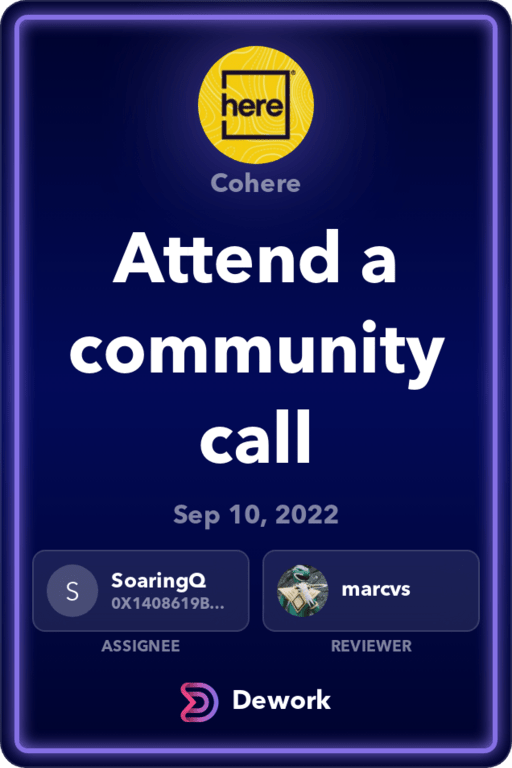 here
Cohere
Attend a
community
call
Sep 10, 2022
S
SoaringQ
0X1408619B...
ASSIGNEE
marcvs
REVIEWER
Dework